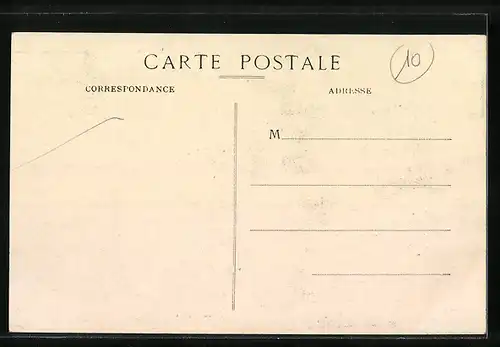 CARTE POSTALE
10
CORRESPONDANCE
ADRESSE
M